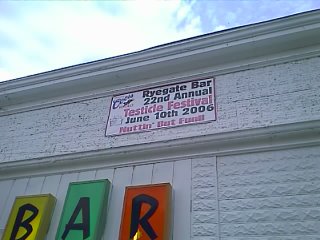 Ryegate Bar
22nd Annual
Testicle Festival
June 10th 2006
Nuttin' But Fun!!
BAR